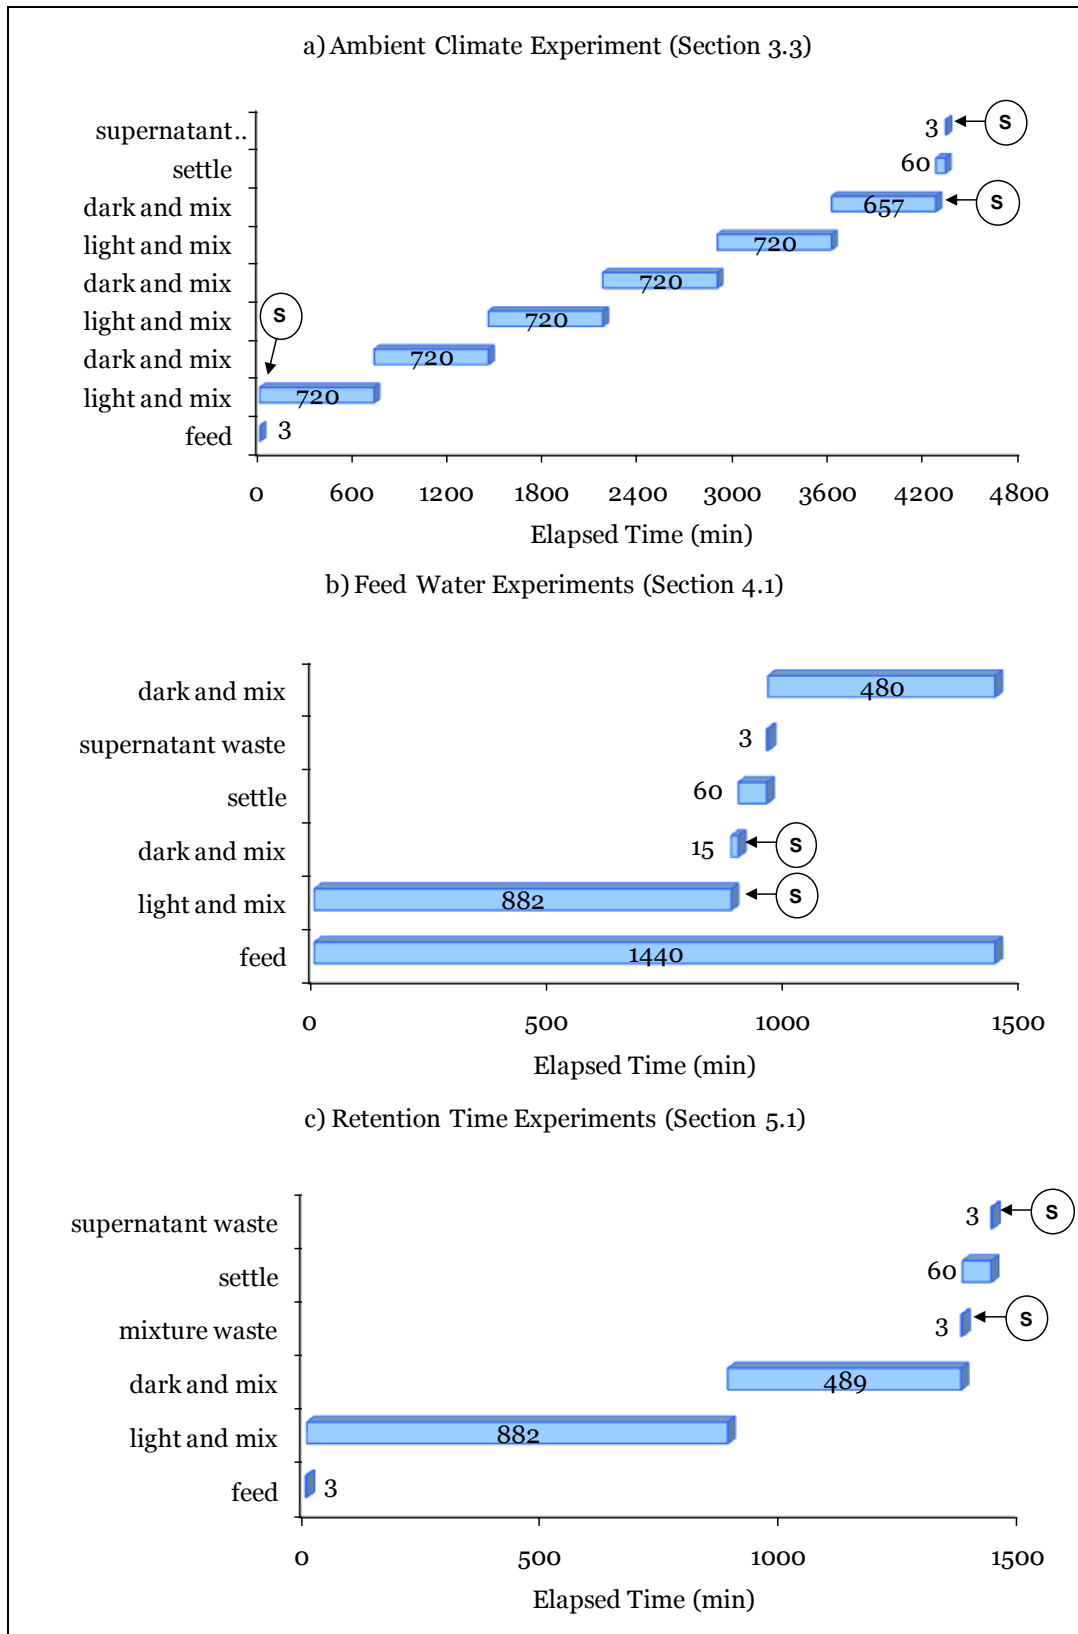 a) Ambient Climate Experiment (Section 3.3)
supernatant.. 3 S
settle 60
dark and mix 657 S
light and mix 720
dark and mix 720
light and mix 720
S
dark and mix 720
light and mix 720
feed 3
0 600 1200 1800 2400 3000 3600 4200 4800
Elapsed Time (min)
b) Feed Water Experiments (Section 4.1)
dark and mix 480
supernatant waste 3
settle 60
dark and mix 15 S
light and mix 882 S
feed 1440
0 500 1000 1500
Elapsed Time (min)
c) Retention Time Experiments (Section 5.1)
supernatant waste 3 S
settle 60
mixture waste 3 S
dark and mix 489
light and mix 882
feed 3
0 500 1000 1500
Elapsed Time (min)